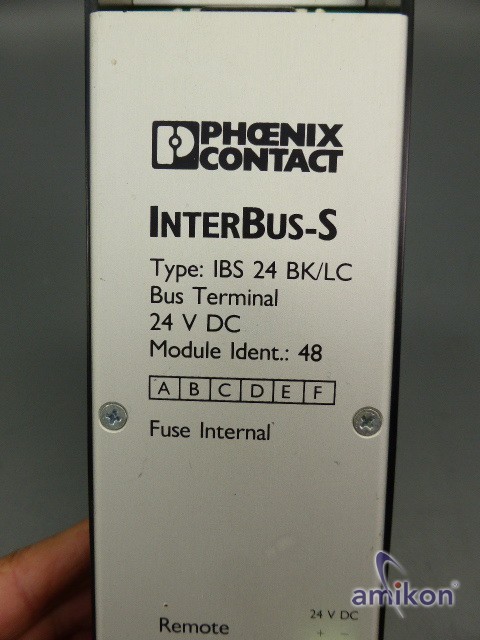 PHŒNIX
CONTACT
INTERBUS-S
Type: IBS 24 BK/LC
Bus Terminal
24 V DC
Module Ident.: 48
A B C D E F
Fuse Internal
24 V DC
Remote +
amikon®